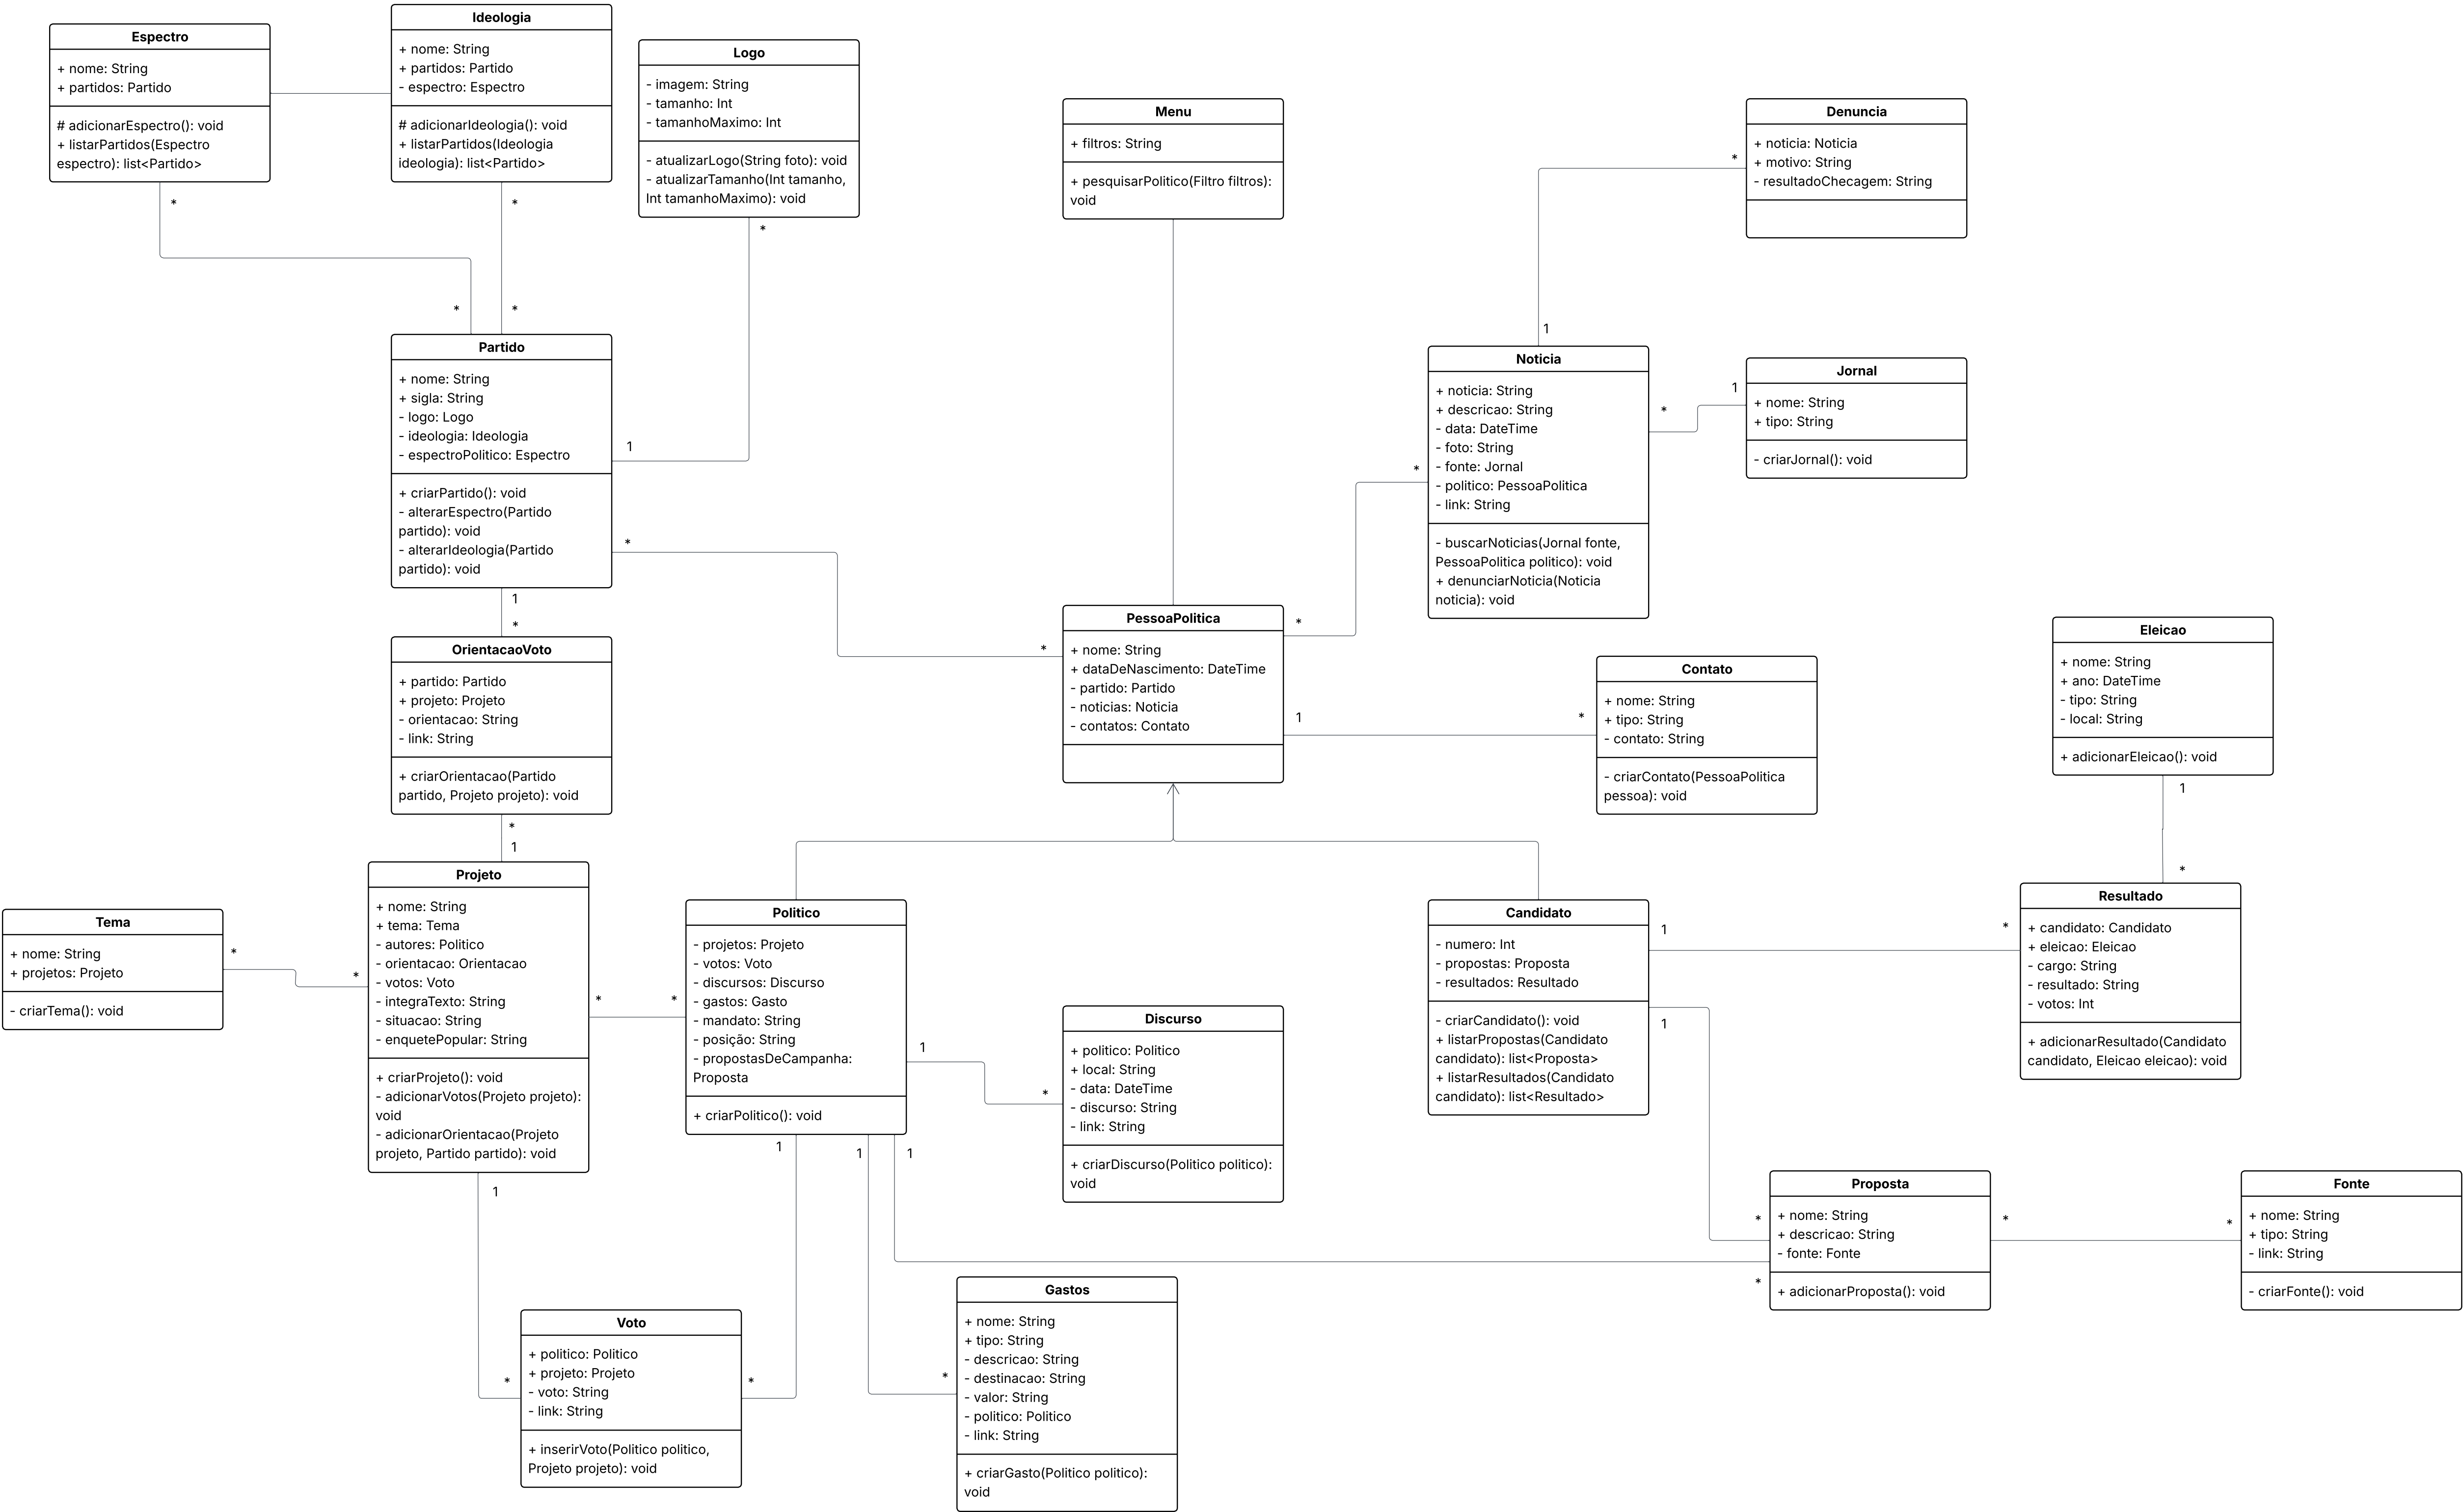 Espectro
+ nome: String
+ partidos: Partido
# adicionarEspectro(): void
+ listarPartidos(Espectro
espectro): list<Partido>
*
Ideologia
+ nome: String
+ partidos: Partido
- espectro: Espectro
# adicionarIdeologia(): void
+ listarPartidos(Ideologia
ideologia): list<Partido>
*
Logo
- imagem: String
- tamanho: Int
- tamanhoMaximo: Int
- atualizarLogo(String foto): void
- atualizarTamanho(Int tamanho,
Int tamanhoMaximo): void
*
Menu
+ filtros: String
+ pesquisarPolitico(Filtro filtros):
void
Denuncia
+ noticia: Noticia
+ motivo: String
- resultadoChecagem: String
*
1
*
*
Partido
+ nome: String
+ sigla: String
- logo: Logo
- ideologia: Ideologia
- espectroPolitico: Espectro
+ criarPartido(): void
- alterarEspectro(Partido
partido): void
- alterarIdeologia(Partido
partido): void
1
*
1
*
Noticia
+ noticia: String
+ descricao: String
- data: DateTime
- foto: String
- fonte: Jornal
- politico: PessoaPolitica
- link: String
- buscarNoticias(Jornal fonte,
PessoaPolitica politico): void
+ denunciarNoticia(Noticia
noticia): void
*
*
1
Jornal
+ nome: String
+ tipo: String
- criarJornal(): void
OrientacaoVoto
+ partido: Partido
+ projeto: Projeto
- orientacao: String
- link: String
+ criarOrientacao(Partido
partido, Projeto projeto): void
*
1
PessoaPolitica
+ nome: String
+ dataDeNascimento: DateTime
- partido: Partido
- noticias: Noticia
- contatos: Contato
*
*
1
*
Contato
+ nome: String
+ tipo: String
- contato: String
- criarContato(PessoaPolitica
pessoa): void
Eleicao
+ nome: String
+ ano: DateTime
- tipo: String
- local: String
+ adicionarEleicao(): void
1
*
Tema
+ nome: String
+ projetos: Projeto
- criarTema(): void
*
*
Projeto
+ nome: String
+ tema: Tema
- autores: Politico
- orientacao: Orientacao
- votos: Voto
- integraTexto: String
- situacao: String
- enquetePopular: String
+ criarProjeto(): void
- adicionarVotos(Projeto projeto):
void
- adicionarOrientacao(Projeto
projeto, Partido partido): void
*
*
1
Politico
- projetos: Projeto
- votos: Voto
- discursos: Discurso
- gastos: Gasto
- mandato: String
- posição: String
- propostasDeCampanha:
Proposta
+ criarPolitico(): void
1
*
1
1
1
Discurso
+ politico: Politico
+ local: String
- data: DateTime
- discurso: String
- link: String
+ criarDiscurso(Politico politico):
void
Candidato
- numero: Int
- propostas: Proposta
- resultados: Resultado
- criarCandidato(): void
+ listarPropostas(Candidato
candidato): list<Proposta>
+ listarResultados(Candidato
candidato): list<Resultado>
1
*
1
Resultado
+ candidato: Candidato
+ eleicao: Eleicao
- cargo: String
- resultado: String
- votos: Int
+ adicionarResultado(Candidato
candidato, Eleicao eleicao): void
*
*
Proposta
+ nome: String
+ descricao: String
- fonte: Fonte
+ adicionarProposta(): void
*
*
Fonte
+ nome: String
+ tipo: String
- link: String
- criarFonte(): void
*
Voto
+ politico: Politico
+ projeto: Projeto
- voto: String
- link: String
+ inserirVoto(Politico politico,
Projeto projeto): void
*
*
Gastos
+ nome: String
+ tipo: String
- descricao: String
- destinacao: String
- valor: String
- politico: Politico
- link: String
+ criarGasto(Politico politico):
void